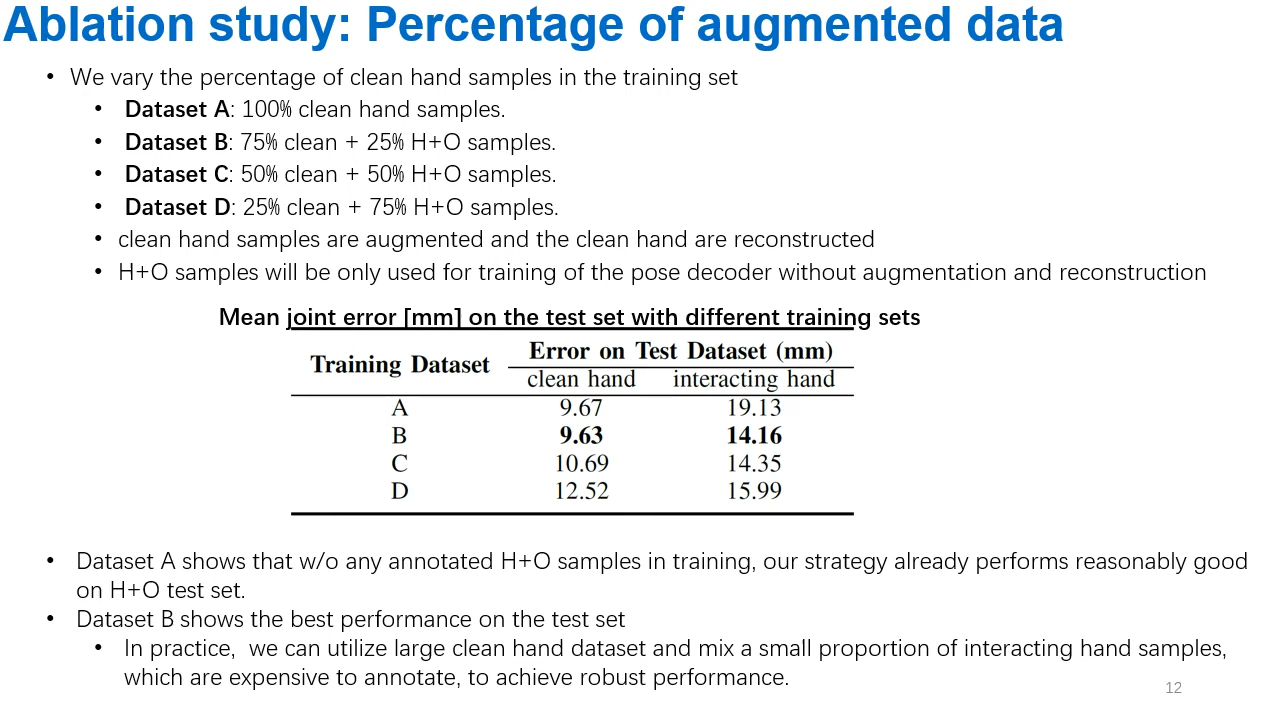 Ablation study: Percentage of augmented data
• We vary the percentage of clean hand samples in the training set
• Dataset A: 100% clean hand samples.
• Dataset B: 75% clean + 25% H+O samples.
• Dataset C: 50% clean + 50% H+O samples.
• Dataset D: 25% clean + 75% H+O samples.
• clean hand samples are augmented and the clean hand are reconstructed
• H+O samples will be only used for training of the pose decoder without augmentation and reconstruction
Mean joint error [mm] on the test set with different training sets
Training Dataset Error on Test Dataset (mm)
clean hand interacting hand
A 9.67 19.13
B 9.63 14.16
C 10.69 14.35
D 12.52 15.99
• Dataset A shows that w/o any annotated H+O samples in training, our strategy already performs reasonably good
on H+O test set.
• Dataset B shows the best performance on the test set
• In practice, we can utilize large clean hand dataset and mix a small proportion of interacting hand samples,
which are expensive to annotate, to achieve robust performance.
12